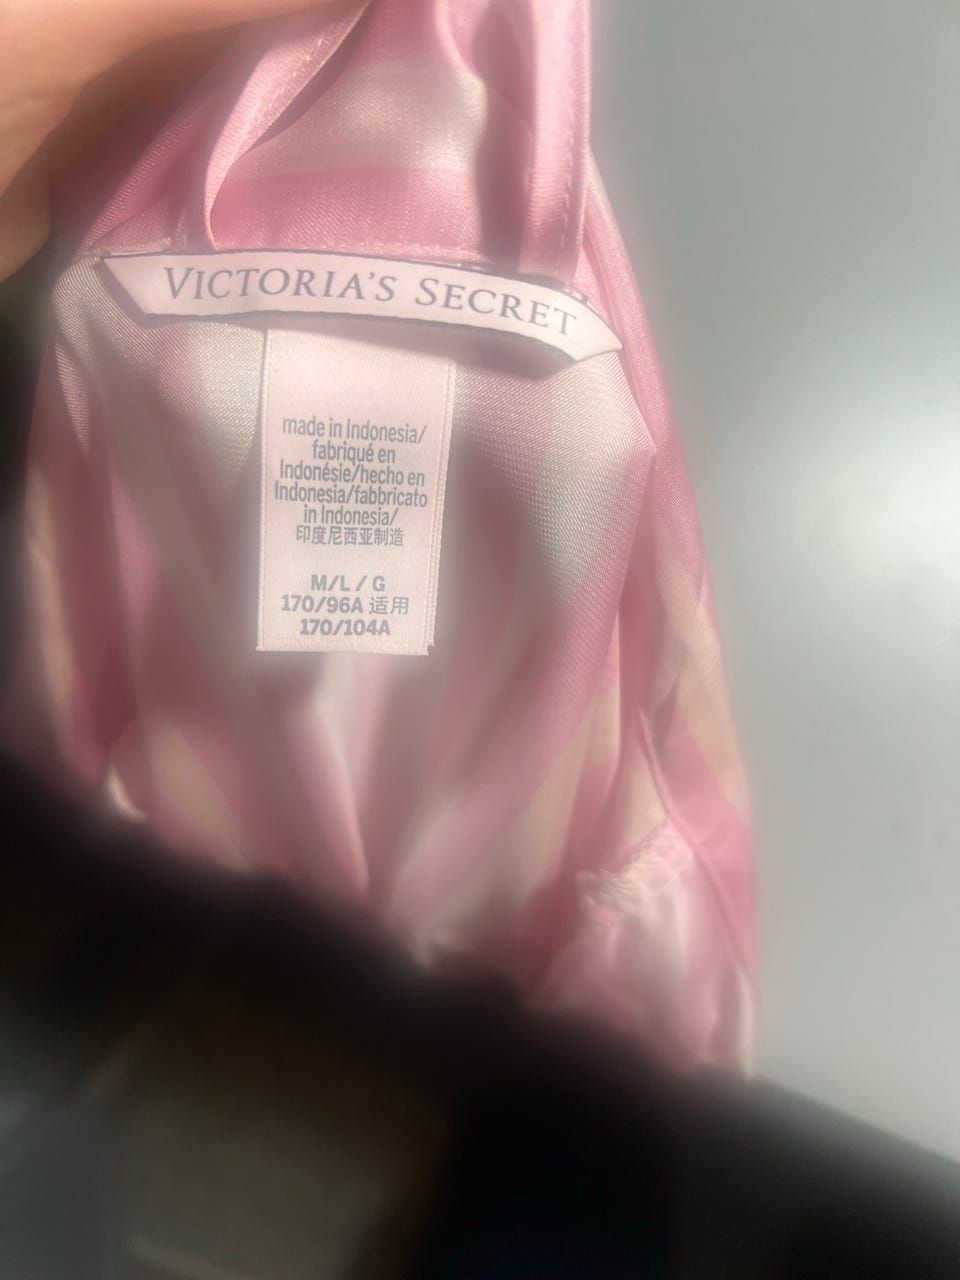 VICTORIA'S SECRET
made in Indonesia/
fabriqué en
Indonésie/hecho en
Indonesia/fabbricato
in Indonesia/
印度尼西亚制造
M/L / G
170/96A 适用
170/104A